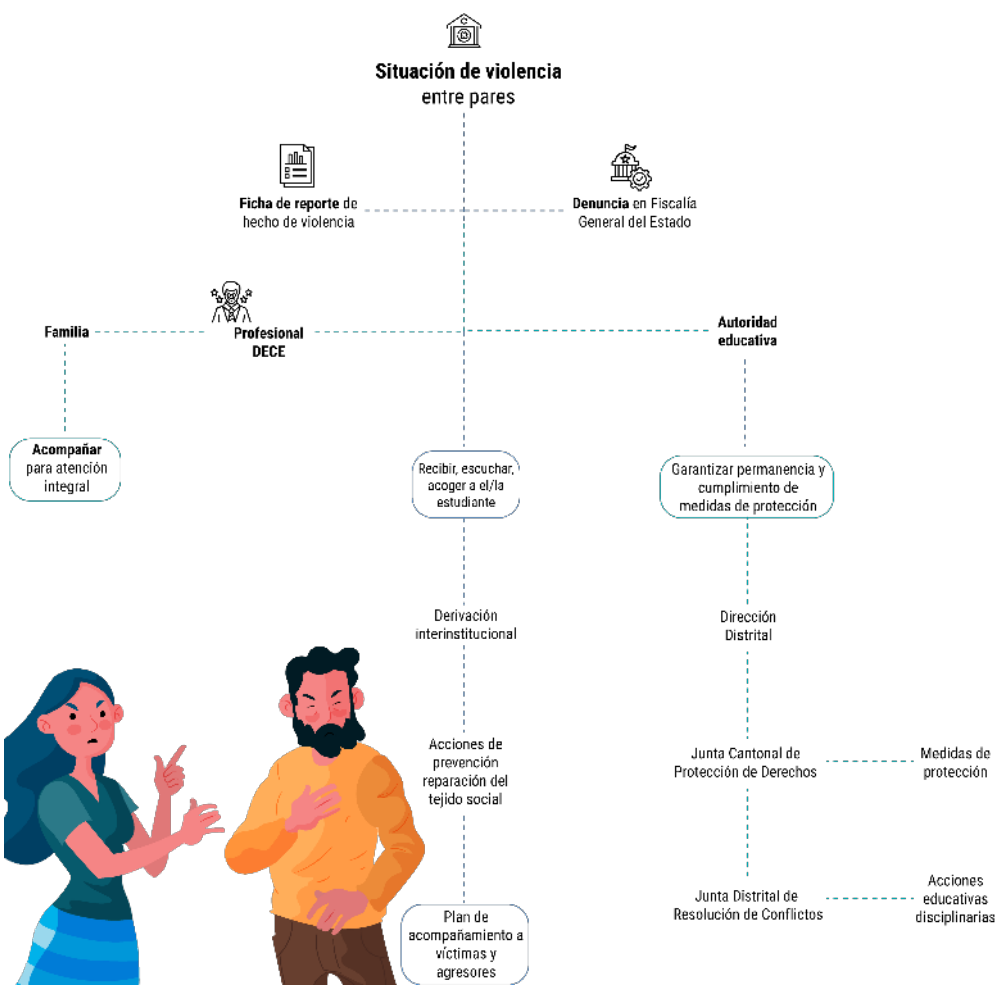 Situación de violencia
entre pares
Ficha de reporte de
hecho de violencia
Denuncia en Fiscalía
General del Estado
Familia
Profesional
DECE
Autoridad
educativa
Acompañar
para atención
integral
Recibir, escuchar,
acoger a el/la
estudiante
Garantizar permanencia y
cumplimiento de
medidas de protección
Derivación
interinstitucional
Dirección
Distrital
Acciones de
prevención
reparación del
tejido social
Junta Cantonal de
Protección de Derechos
Medidas de
protección
Plan de
acompañamiento a
víctimas y
agresores
Junta Distrital de
Resolución de Conflictos
Acciones
educativas
disciplinarias